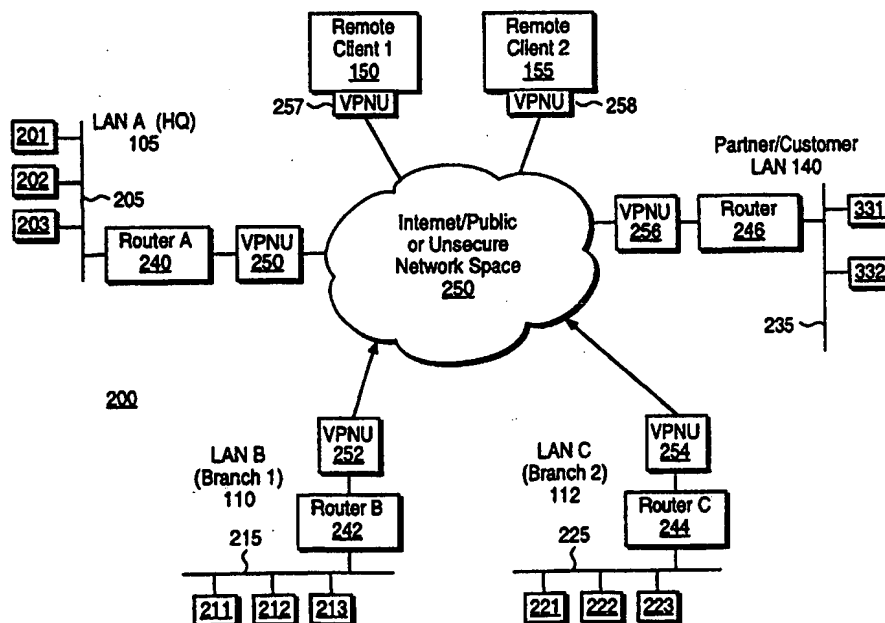 Remote
Client 1
150
VPNU
257
Remote
Client 2
155
VPNU
258
LAN A (HQ)
105
201
202
203
205
Router A
240
VPNU
250
Internet/Public
or Unsecure
Network Space
250
VPNU
256
Router
246
Partner/Customer
LAN 140
331
332
235
200
LAN B
(Branch 1)
110
VPNU
252
Router B
242
215
211
212
213
LAN C
(Branch 2)
112
VPNU
254
Router C
244
225
221
222
223